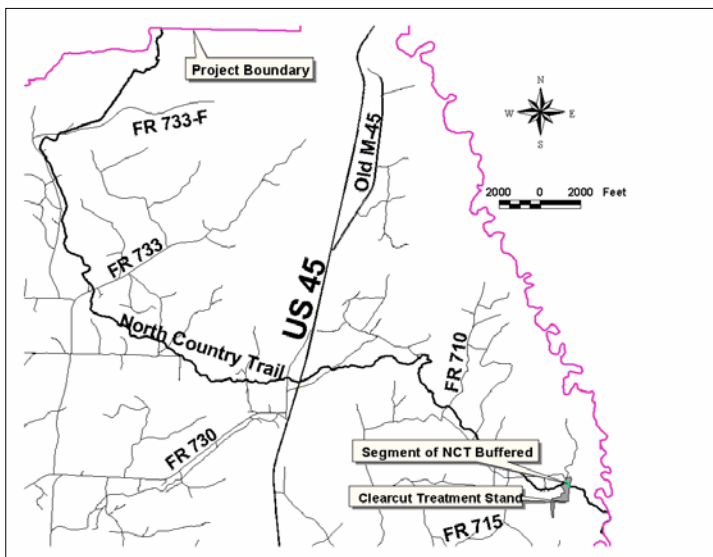 Project Boundary
N
W E
S
FR 733-F
Old M-45
2000 0 2000 Feet
FR 733
US 45
North Country Trail
FR 710
FR 730
Segment of NCT Buffered
Clearcut Treatment Stand
FR 715